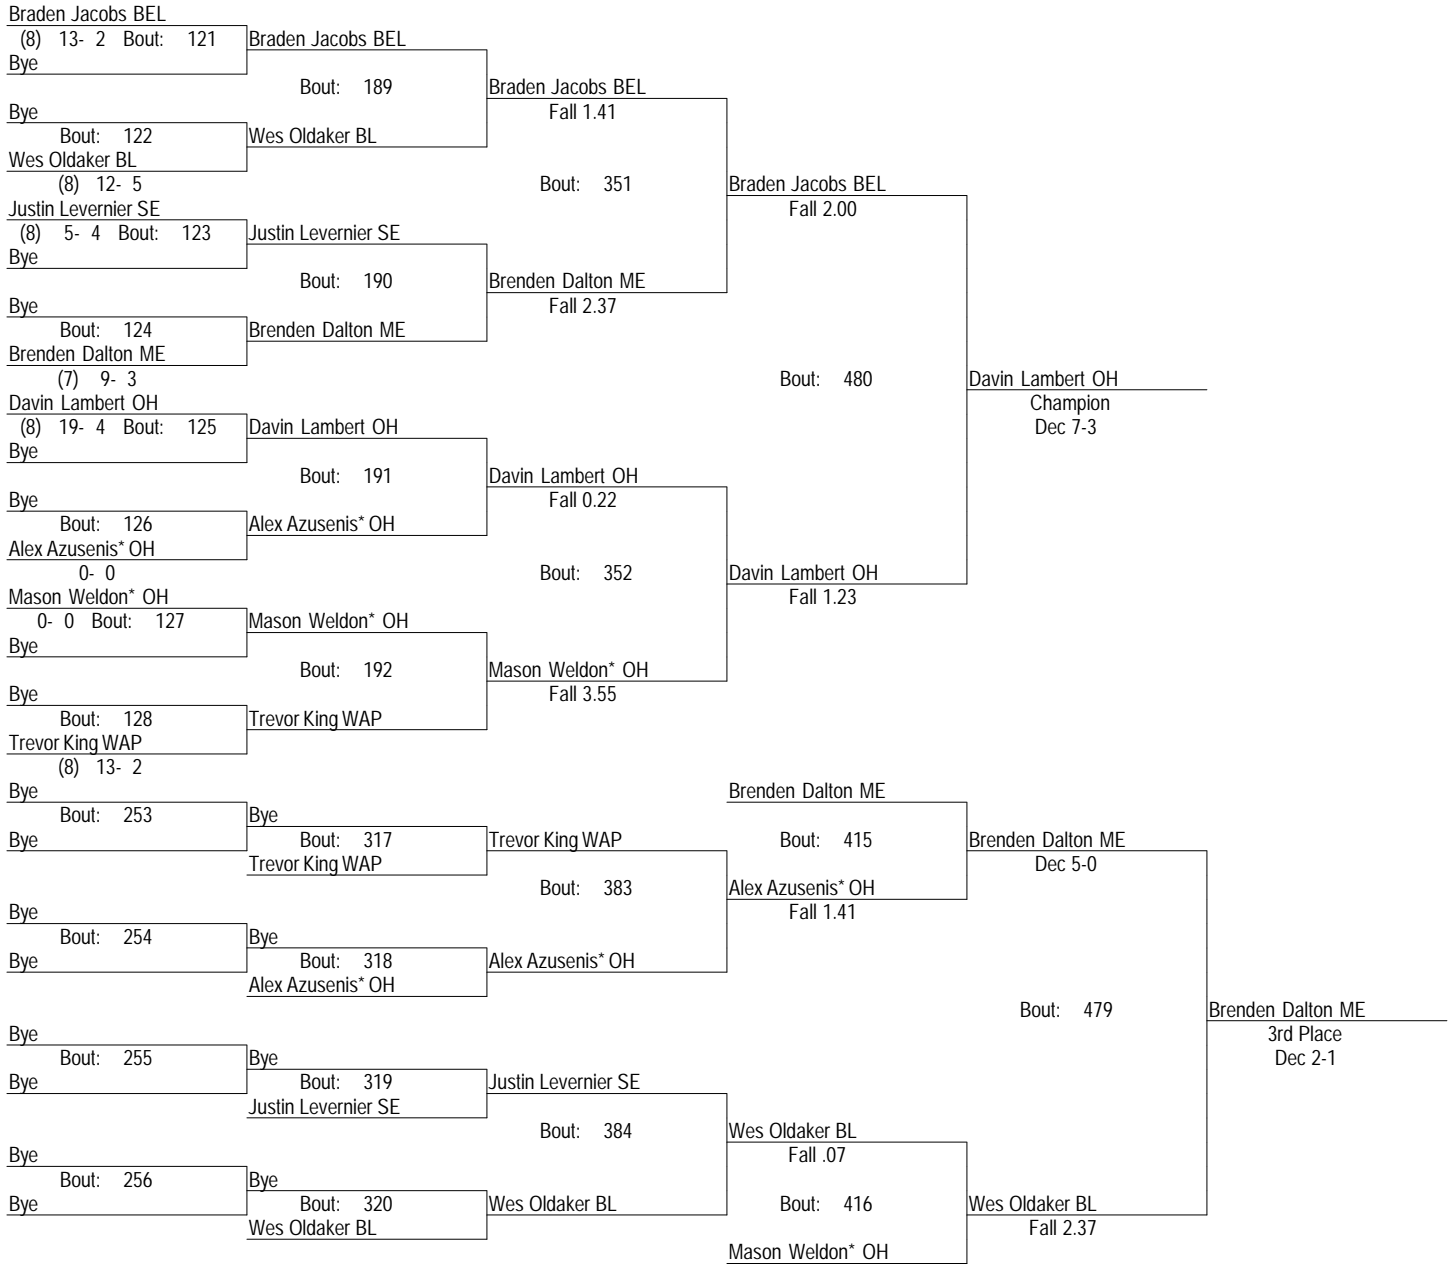 Braden Jacobs BEL
(8) 13- 2 Bout: 121
Braden Jacobs BEL
Bye
Bout: 189
Braden Jacobs BEL
Fall 1.41
Bye
Bout: 122
Wes Oldaker BL
Wes Oldaker BL
(8) 12- 5
Bout: 351
Braden Jacobs BEL
Fall 2.00
Justin Levernier SE
(8) 5- 4 Bout: 123
Justin Levernier SE
Bye
Bout: 190
Brenden Dalton ME
Fall 2.37
Bye
Bout: 124
Brenden Dalton ME
Brenden Dalton ME
(7) 9- 3
Bout: 480
Davin Lambert OH
Champion
Dec 7-3
Davin Lambert OH
(8) 19- 4 Bout: 125
Davin Lambert OH
Bye
Bout: 191
Davin Lambert OH
Fall 0.22
Bye
Bout: 126
Alex Azusenis* OH
Alex Azusenis* OH
0- 0
Bout: 352
Davin Lambert OH
Fall 1.23
Mason Weldon* OH
0- 0 Bout: 127
Mason Weldon* OH
Bye
Bout: 192
Mason Weldon* OH
Fall 3.55
Bye
Bout: 128
Trevor King WAP
Trevor King WAP
(8) 13- 2
Bye
Bout: 253
Bye
Bye
Bout: 317
Trevor King WAP
Trevor King WAP
Brenden Dalton ME
Bout: 415
Brenden Dalton ME
Dec 5-0
Bout: 383
Alex Azusenis* OH
Fall 1.41
Bye
Bout: 254
Bye
Bye
Bout: 318
Alex Azusenis* OH
Alex Azusenis* OH
Bout: 479
Brenden Dalton ME
3rd Place
Dec 2-1
Bye
Bout: 255
Bye
Bye
Bout: 319
Justin Levernier SE
Justin Levernier SE
Bout: 384
Wes Oldaker BL
Fall .07
Bye
Bout: 256
Bye
Bye
Bout: 320
Wes Oldaker BL
Wes Oldaker BL
Bout: 416
Wes Oldaker BL
Fall 2.37
Mason Weldon* OH